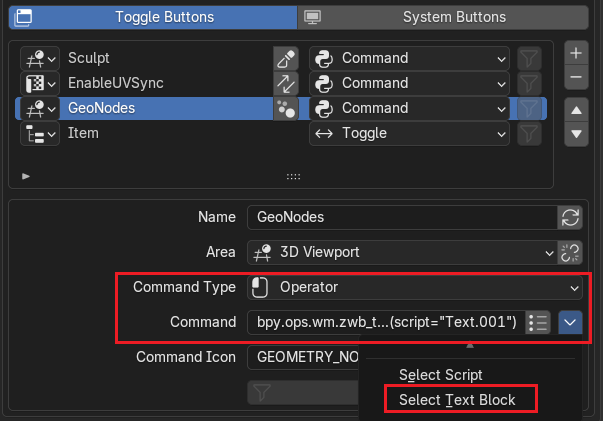 Toggle Buttons
System Buttons
Sculpt
Command
EnableUVSync
Command
GeoNodes
Command
Item
Toggle
Name
GeoNodes
Area
3D Viewport
Command Type
Operator
Command
bpy.ops.wm.zwb_t...(script="Text.001")
Command Icon
GEOMETRY_NO
Select Script
Select Text Block